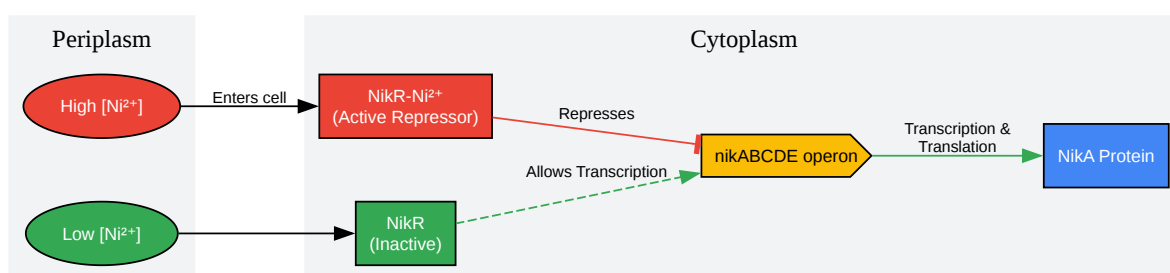 Periplasm
Cytoplasm
High [Ni²⁺]
Enters cell
NikR-Ni²⁺
(Active Repressor)
Represses
nikABCDE operon
Transcription &
Translation
NikA Protein
Allows Transcription
Low [Ni²⁺]
NikR
(Inactive)